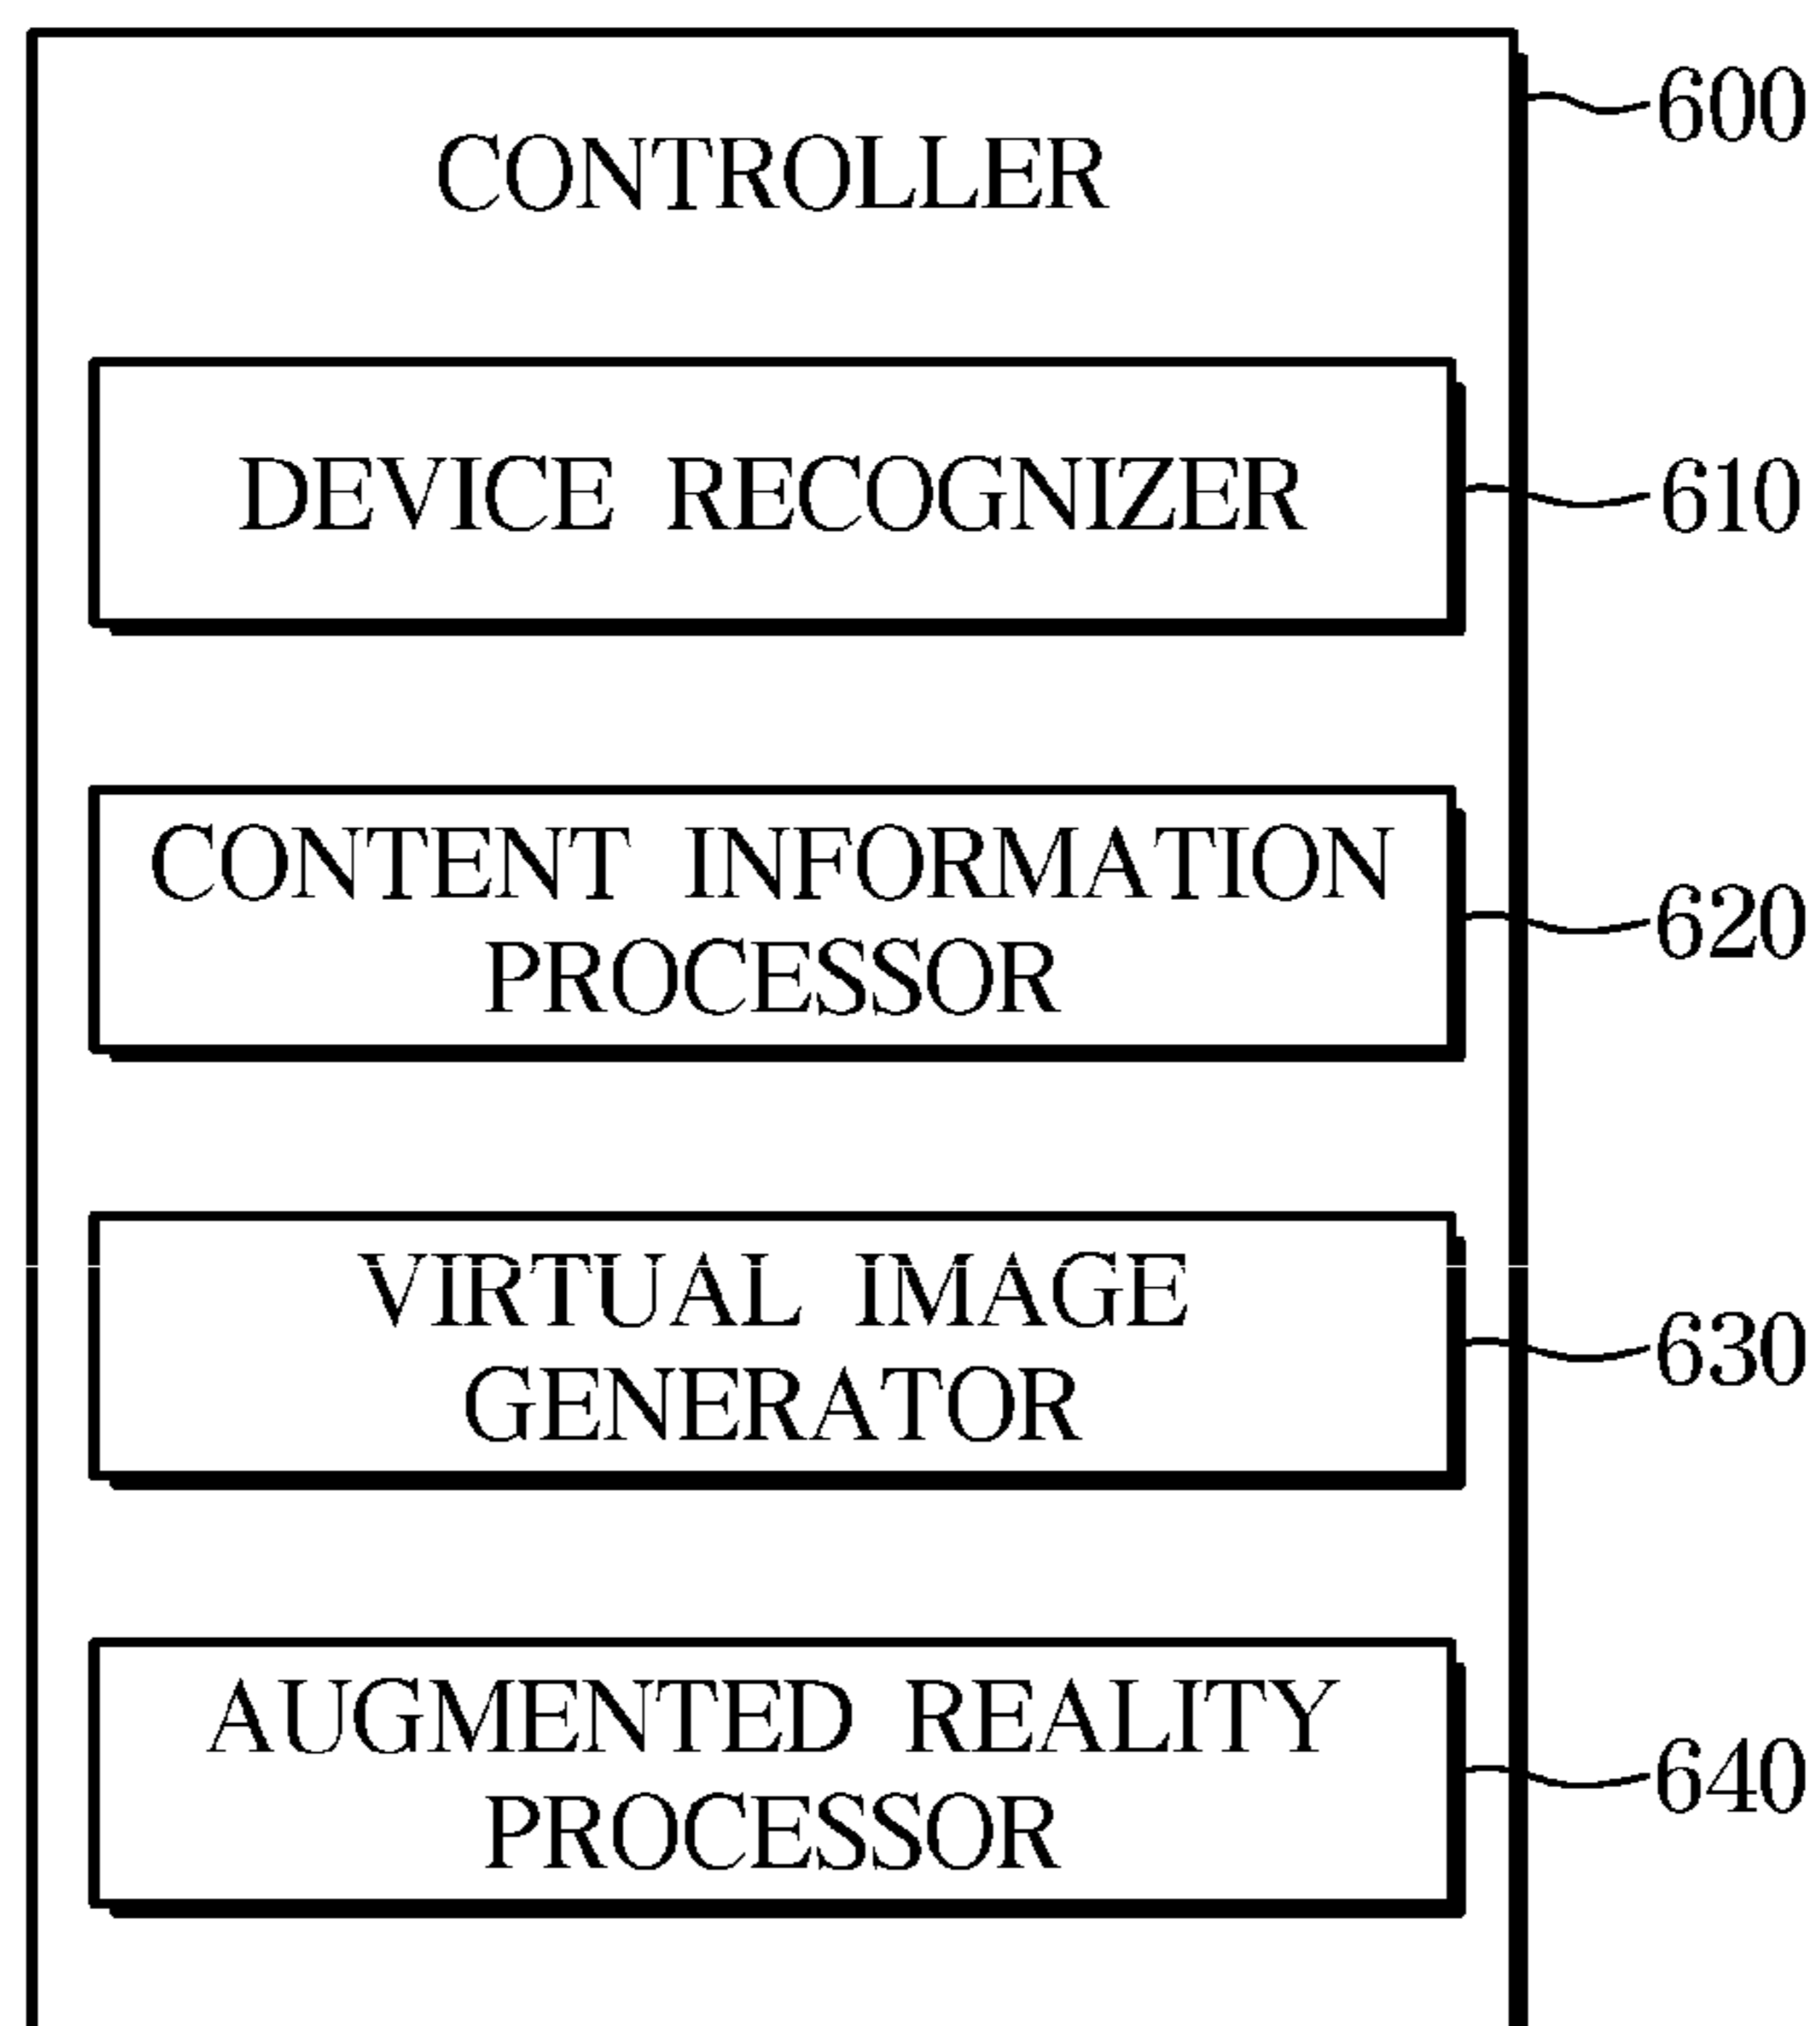 CONTROLLER
600
DEVICE RECOGNIZER
610
CONTENT INFORMATION
PROCESSOR
620
VIRTUAL IMAGE
GENERATOR
630
AUGMENTED REALITY
PROCESSOR
640